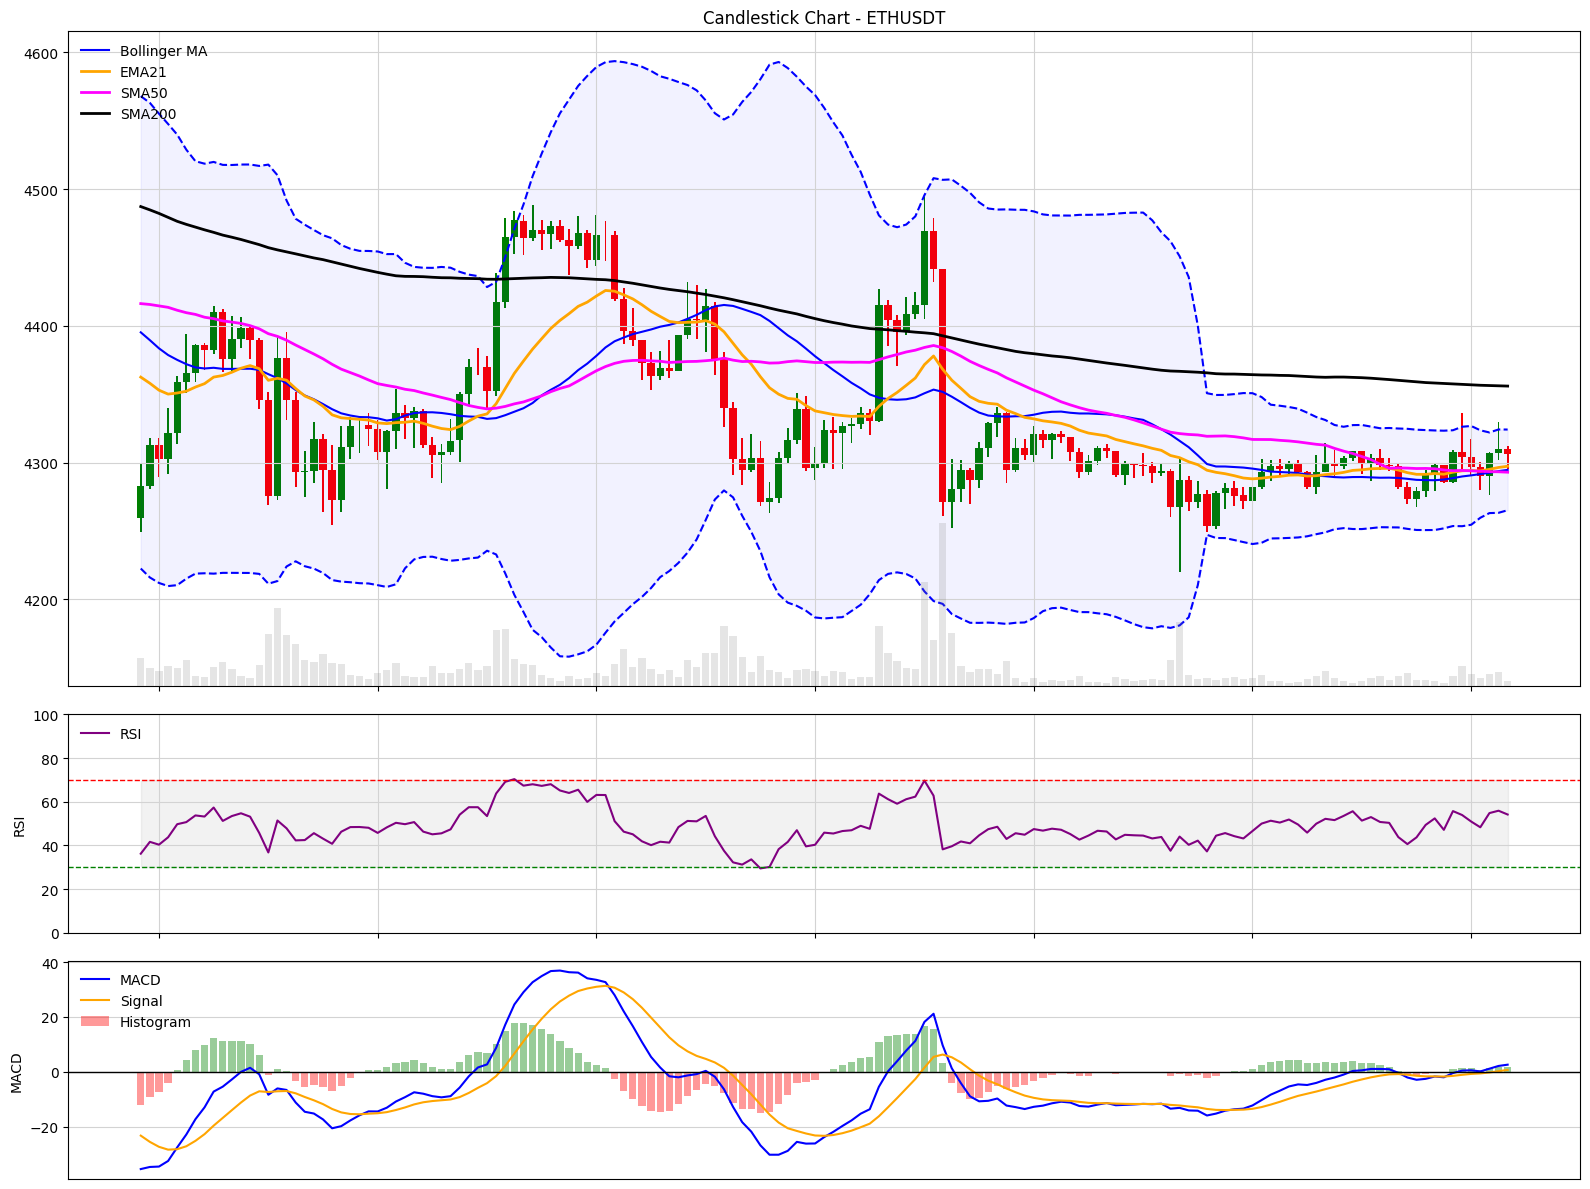 Candlestick Chart - ETHUSDT
Bollinger MA
EMA21
SMA50
SMA200
4600
4500
4400
4300
4200
RSI
RSI
100
80
60
40
20
0
MACD
Signal
Histogram
MACD
40
20
0
−20